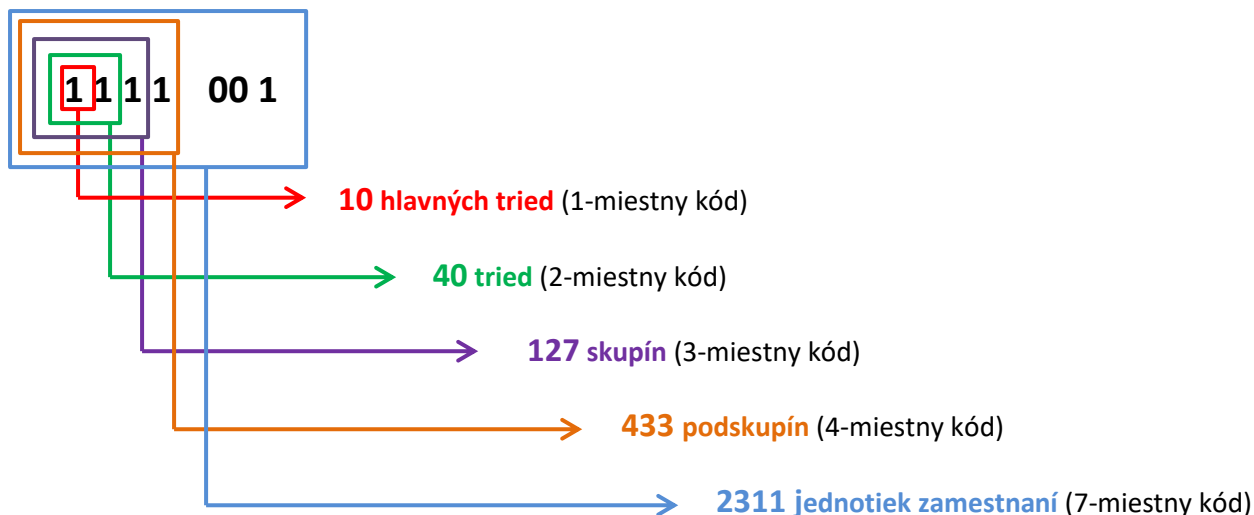 1 1 1 1 00 1
10 hlavných tried (1-miestny kód)
40 tried (2-miestny kód)
127 skupín (3-miestny kód)
433 podskupín (4-miestny kód)
2311 jednotiek zamestnaní (7-miestny kód)